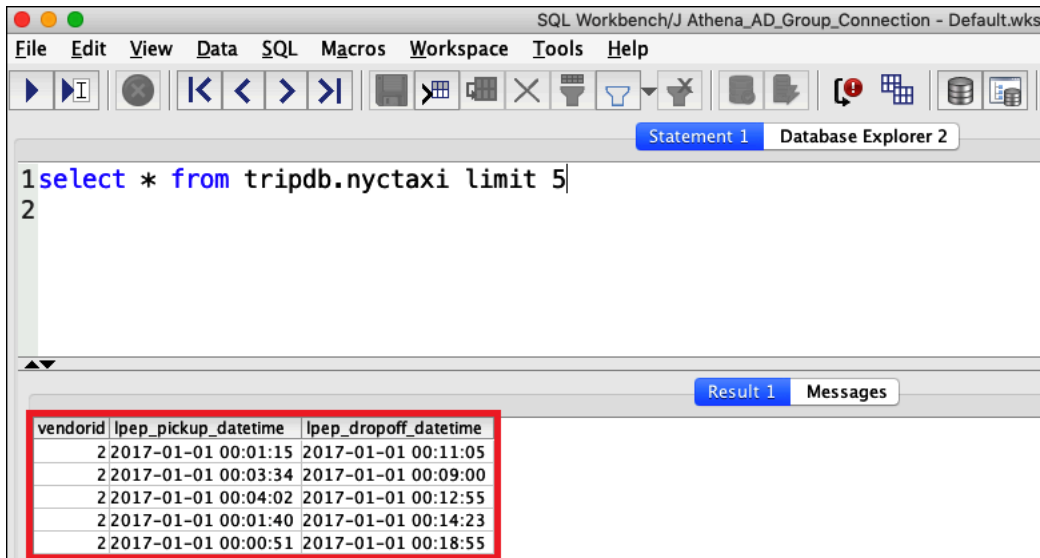 SQL Workbench/J Athena_AD_Group_Connection - Default.wks
File Edit View Data SQL Macros Workspace Tools Help
Statement 1 Database Explorer 2
1 select * from tripdb.nyctaxi limit 5
2
Result 1 Messages
vendorid lpep_pickup_datetime lpep_dropoff_datetime
2 2017-01-01 00:01:15 2017-01-01 00:11:05
2 2017-01-01 00:03:34 2017-01-01 00:09:00
2 2017-01-01 00:04:02 2017-01-01 00:12:55
2 2017-01-01 00:01:40 2017-01-01 00:14:23
2 2017-01-01 00:00:51 2017-01-01 00:18:55